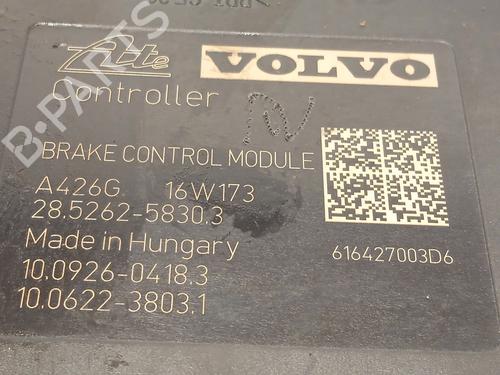 Ate
VOLVO
Controller
BRAKE CONTROL MODULE
A426G 16W173
28.5262-5830.3
Made in Hungary
616427003D6
10.0926-0418.3
10.0622-3803.1
B-PARTS